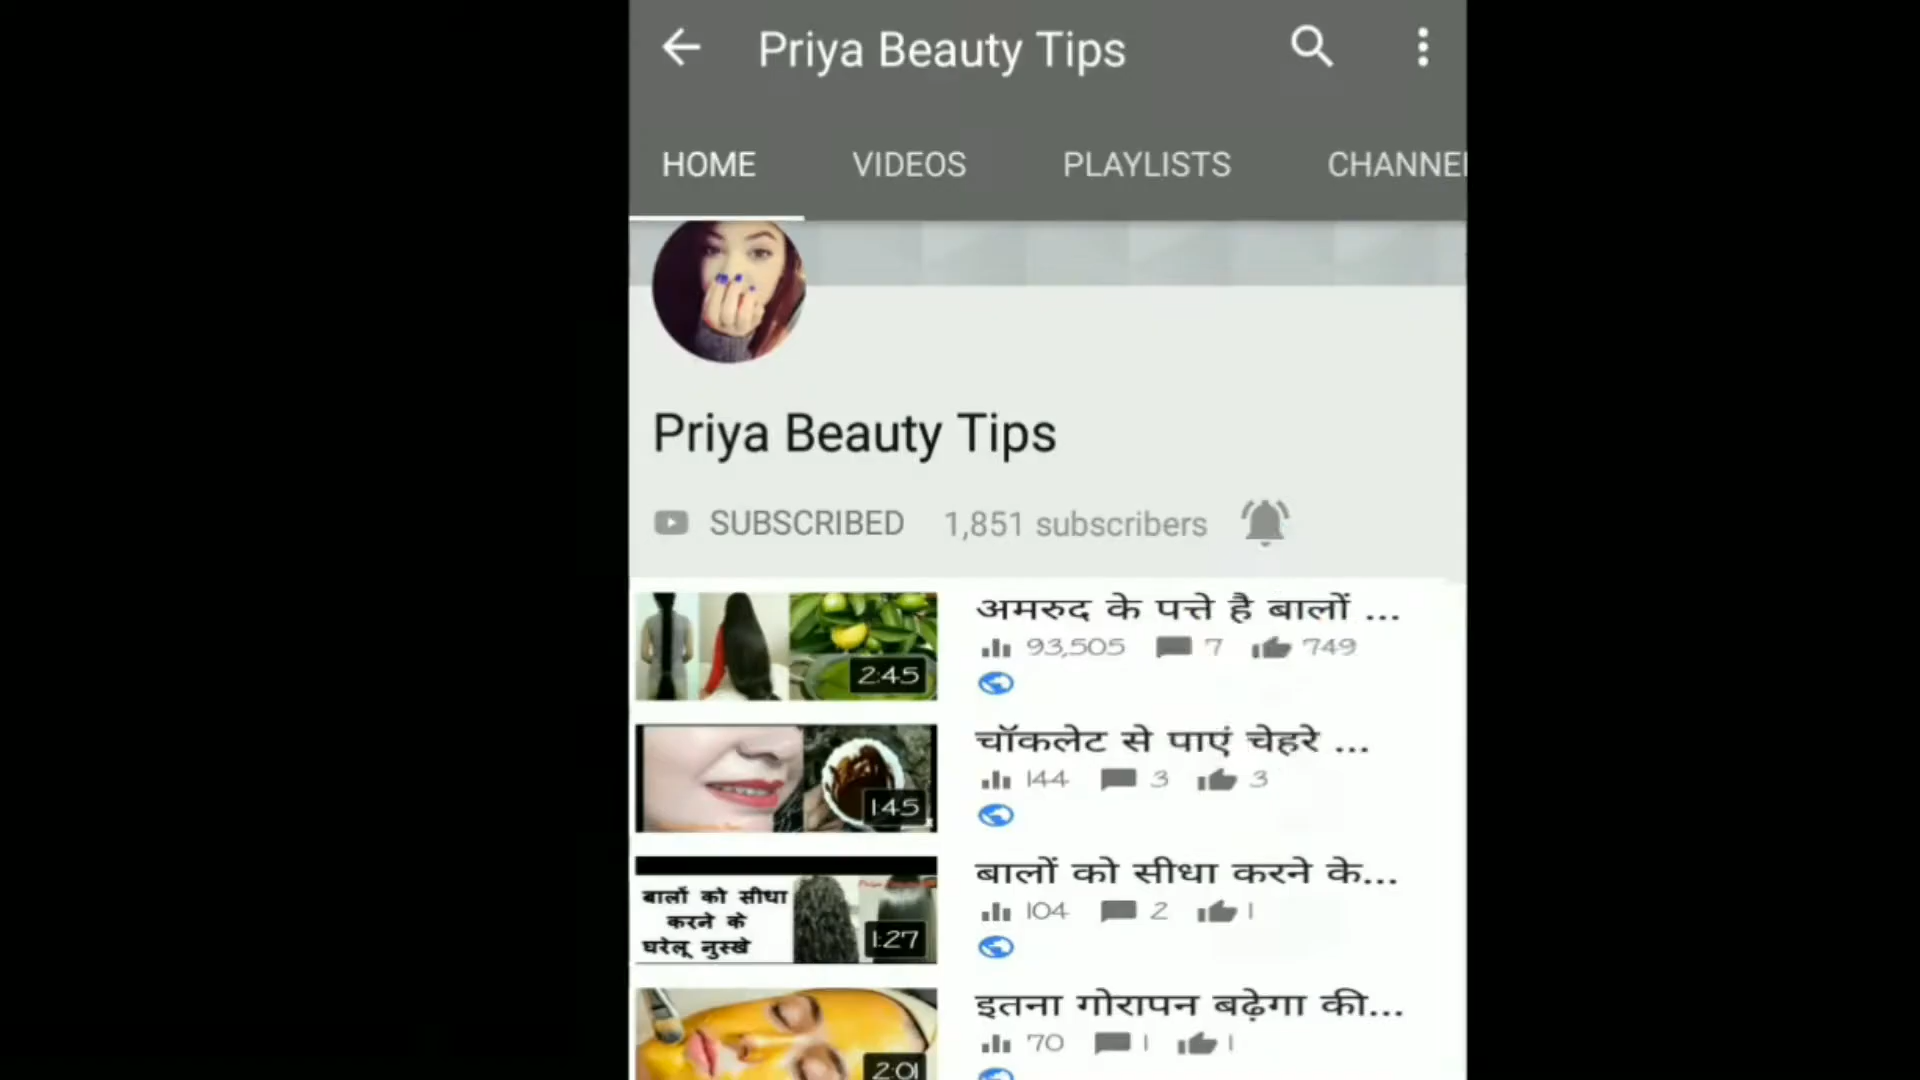 Priya Beauty Tips
HOME VIDEOS PLAYLISTS CHANNEL
Priya Beauty Tips
SUBSCRIBED 1,851 subscribers
अमरुद के पत्ते है बालों ...
93,505 7 749
2:45
चॉकलेट से पाएं चेहरे ...
144 3 3
1:45
बालों को सीधा करने के...
104 2 1
बालों को सीधा
करने के
घरेलू नुस्खे
1:27
इतना गोरापन बढ़ेगा की...
70 1 1
2:01